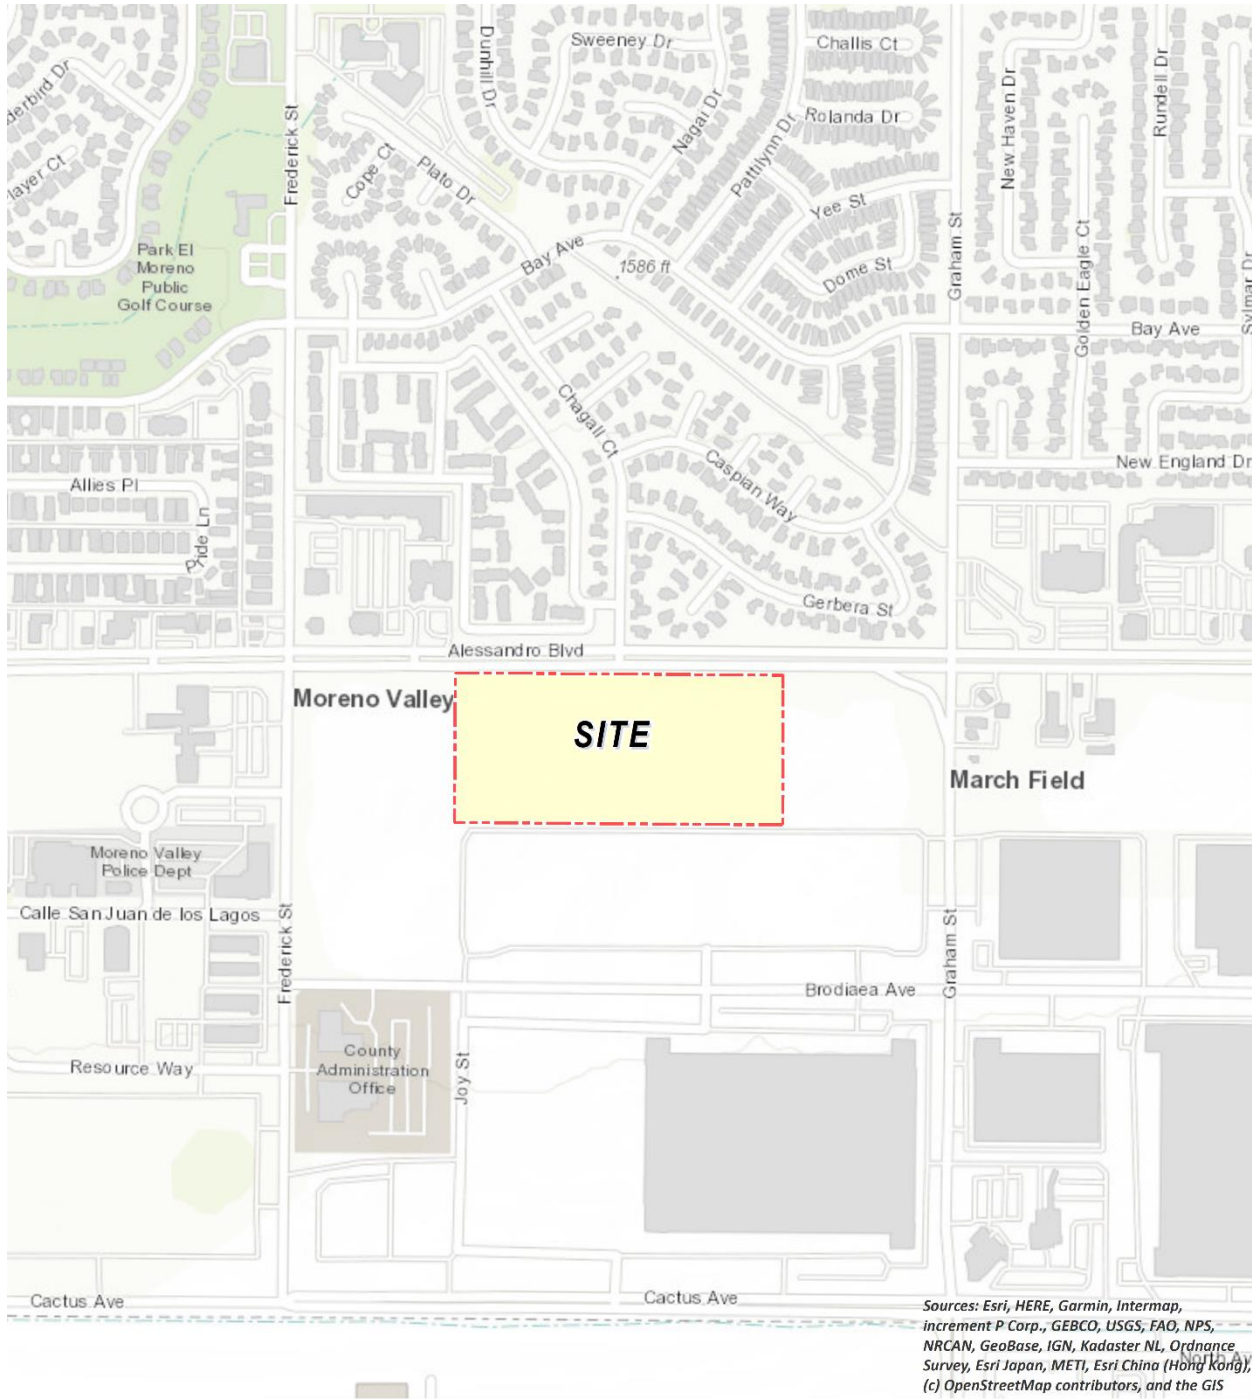 Dunhill Dr
Sweeney Dr
Challis Ct
Rundell Dr
New Haven Dr
Frederick St
Nagai Dr
Rolanda Dr
Pattilynn Dr
Cope Ct
Plato Dr
Yee St
Graham St
Golden Eagle Ct
Sylmar Dr
Park El
Moreno
Public
Golf Course
Bay Ave
1586 ft
Dome St
Bay Ave
Chagall Ct
Caspian Way
New England Dr
Allies Pl
Pride Ln
Gerbera St
Alessandro Blvd
Moreno Valley
SITE
March Field
Moreno Valley
Police Dept
Calle San Juan de los Lagos
Frederick St
Graham St
Brodiaea Ave
County
Administration
Office
Resource Way
Joy St
Cactus Ave
Cactus Ave
Sources: Esri, HERE, Garmin, Intermap,
increment P Corp., GEBCO, USGS, FAO, NPS,
NRCAN, GeoBase, IGN, Kadaster NL, Ordnance
Survey, Esri Japan, METI, Esri China (Hong Kong),
(c) OpenStreetMap contributors, and the GIS